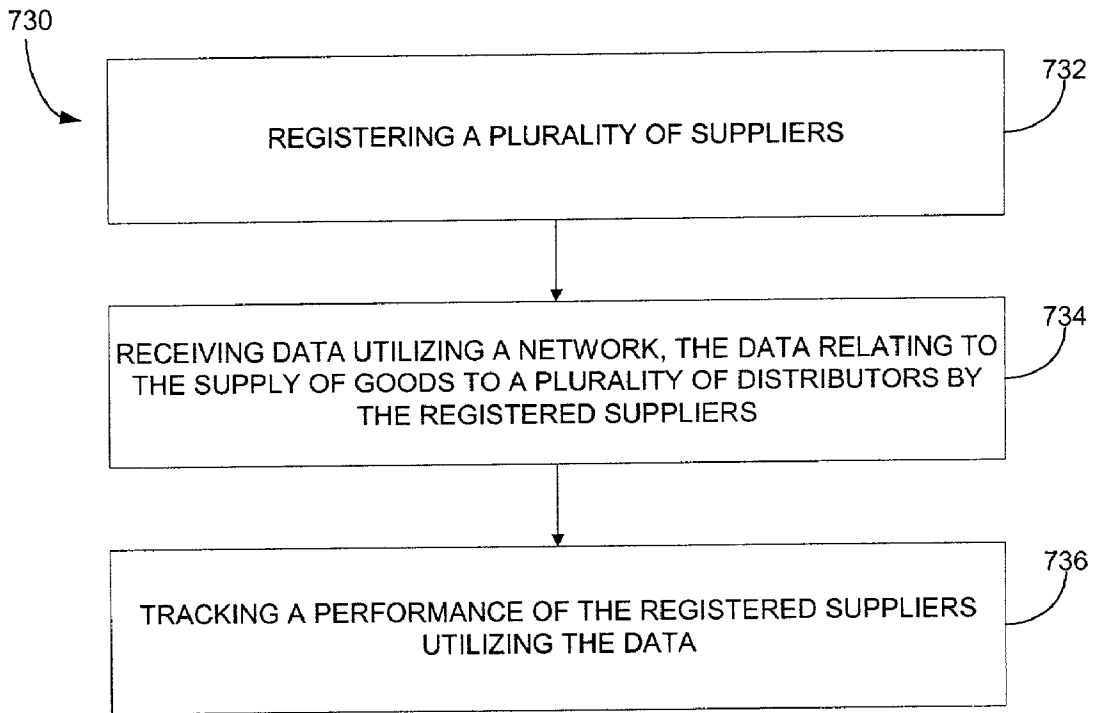 730
732
REGISTERING A PLURALITY OF SUPPLIERS
734
RECEIVING DATA UTILIZING A NETWORK, THE DATA RELATING TO
THE SUPPLY OF GOODS TO A PLURALITY OF DISTRIBUTORS BY
THE REGISTERED SUPPLIERS
736
TRACKING A PERFORMANCE OF THE REGISTERED SUPPLIERS
UTILIZING THE DATA